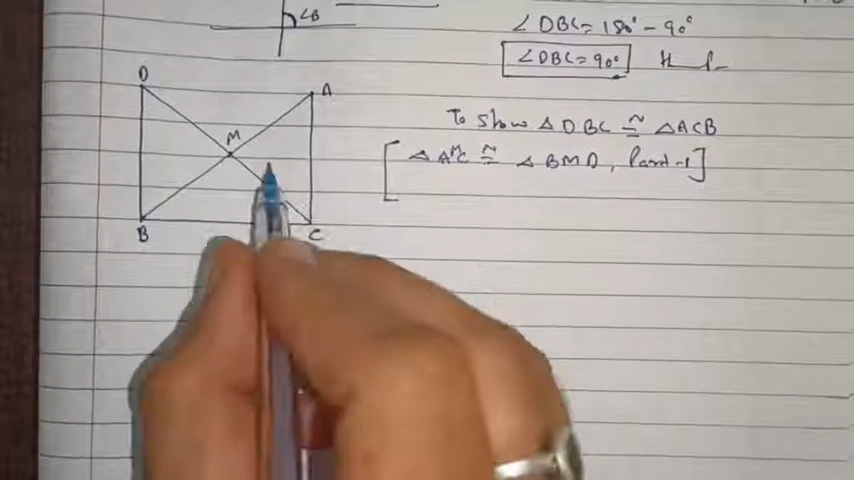 ∠B
∠DBC = 180° - 90°
∠DBC = 90°
D
A
M
B
C
To show △DBC ≅ △ACB
[ △AMC ≅ △BMD, Part-1 ]